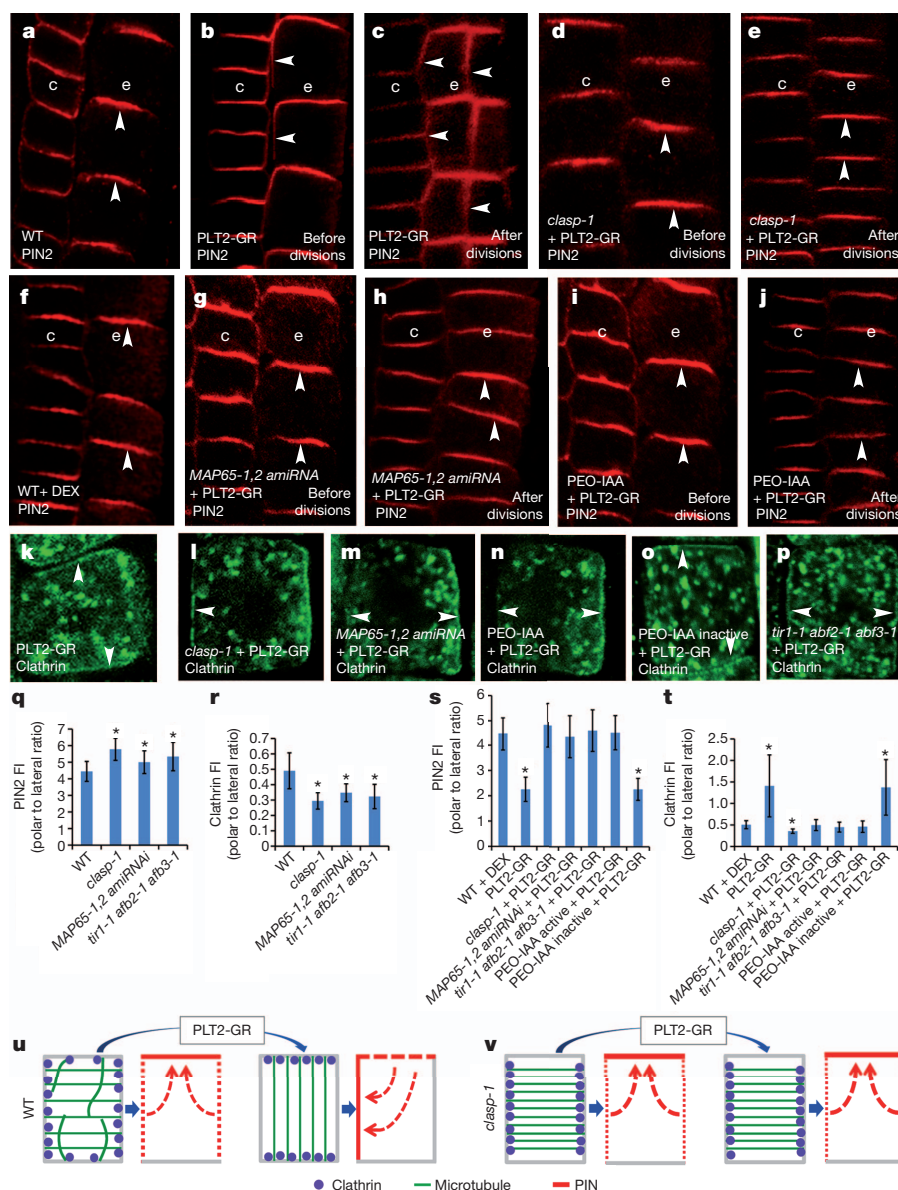 a
c
e
WT
PIN2
b
c
e
PLT2-GR
PIN2
Before
divisions
c
c
e
PLT2-GR
PIN2
After
divisions
d
c
e
clasp-1
+ PLT2-GR
PIN2
Before
divisions
e
c
e
clasp-1
+ PLT2-GR
PIN2
After
divisions
f
c
e
WT+ DEX
PIN2
g
c
e
MAP65-1,2 amiRNA
+ PLT2-GR
PIN2
Before
divisions
h
c
e
MAP65-1,2 amiRNA
+ PLT2-GR
PIN2
After
divisions
i
c
e
PEO-IAA
+ PLT2-GR
PIN2
Before
divisions
j
c
e
PEO-IAA
+ PLT2-GR
PIN2
After
divisions
k
PLT2-GR
Clathrin
l
clasp-1 + PLT2-GR
Clathrin
m
MAP65-1,2 amiRNA
+ PLT2-GR
Clathrin
n
PEO-IAA
+ PLT2-GR
Clathrin
o
PEO-IAA inactive
+ PLT2-GR
Clathrin
p
tir1-1 abf2-1 abf3-1
+ PLT2-GR
Clathrin
q
PIN2 FI
(polar to lateral ratio)
7
6
5
4
3
2
1
0
* * *
WT
clasp-1
MAP65-1,2 amiRNAi
tir1-1 afb2-1 afb3-1
r
Clathrin FI
(polar to lateral ratio)
0.7
0.6
0.5
0.4
0.3
0.2
0.1
0
* * *
WT
clasp-1
MAP65-1,2 amiRNAi
tir1-1 afb2-1 afb3-1
s
PIN2 FI
(polar to lateral ratio)
6
5
4
3
2
1
0
* *
WT + DEX
PLT2-GR
clasp-1 + PLT2-GR
MAP65-1,2 amiRNAi + PLT2-GR
tir1-1 afb2-1 afb3-1 + PLT2-GR
PEO-IAA active + PLT2-GR
PEO-IAA inactive + PLT2-GR
t
Clathrin FI
(polar to lateral ratio)
2.5
2.0
1.5
1.0
0.5
0
* * *
WT + DEX
PLT2-GR
clasp-1 + PLT2-GR
MAP65-1,2 amiRNAi + PLT2-GR
tir1-1 afb2-1 afb3-1 + PLT2-GR
PEO-IAA active + PLT2-GR
PEO-IAA inactive + PLT2-GR
u
PLT2-GR
WT
v
PLT2-GR
clasp-1
Clathrin
Microtubule
PIN